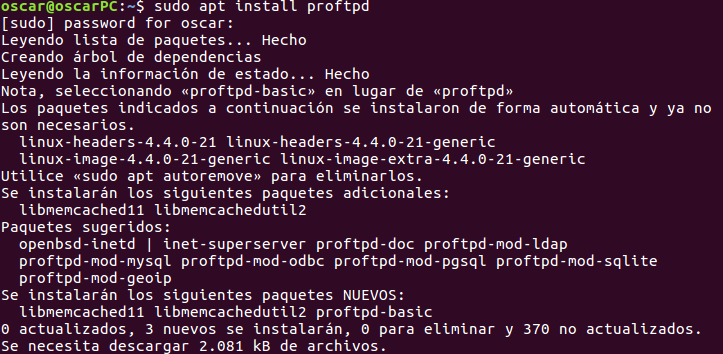 oscar@oscarPC:~$ sudo apt install proftpd
[sudo] password for oscar:
Leyendo lista de paquetes... Hecho
Creando árbol de dependencias
Leyendo la información de estado... Hecho
Nota, seleccionando «proftpd-basic» en lugar de «proftpd»
Los paquetes indicados a continuación se instalaron de forma automática y ya no
son necesarios.
  linux-headers-4.4.0-21 linux-headers-4.4.0-21-generic
  linux-image-4.4.0-21-generic linux-image-extra-4.4.0-21-generic
Utilice «sudo apt autoremove» para eliminarlos.
Se instalarán los siguientes paquetes adicionales:
  libmemcached11 libmemcachedutil2
Paquetes sugeridos:
  openbsd-inetd | inet-superserver proftpd-doc proftpd-mod-ldap
  proftpd-mod-mysql proftpd-mod-odbc proftpd-mod-pgsql proftpd-mod-sqlite
  proftpd-mod-geoip
Se instalarán los siguientes paquetes NUEVOS:
  libmemcached11 libmemcachedutil2 proftpd-basic
0 actualizados, 3 nuevos se instalarán, 0 para eliminar y 370 no actualizados.
Se necesita descargar 2.081 kB de archivos.